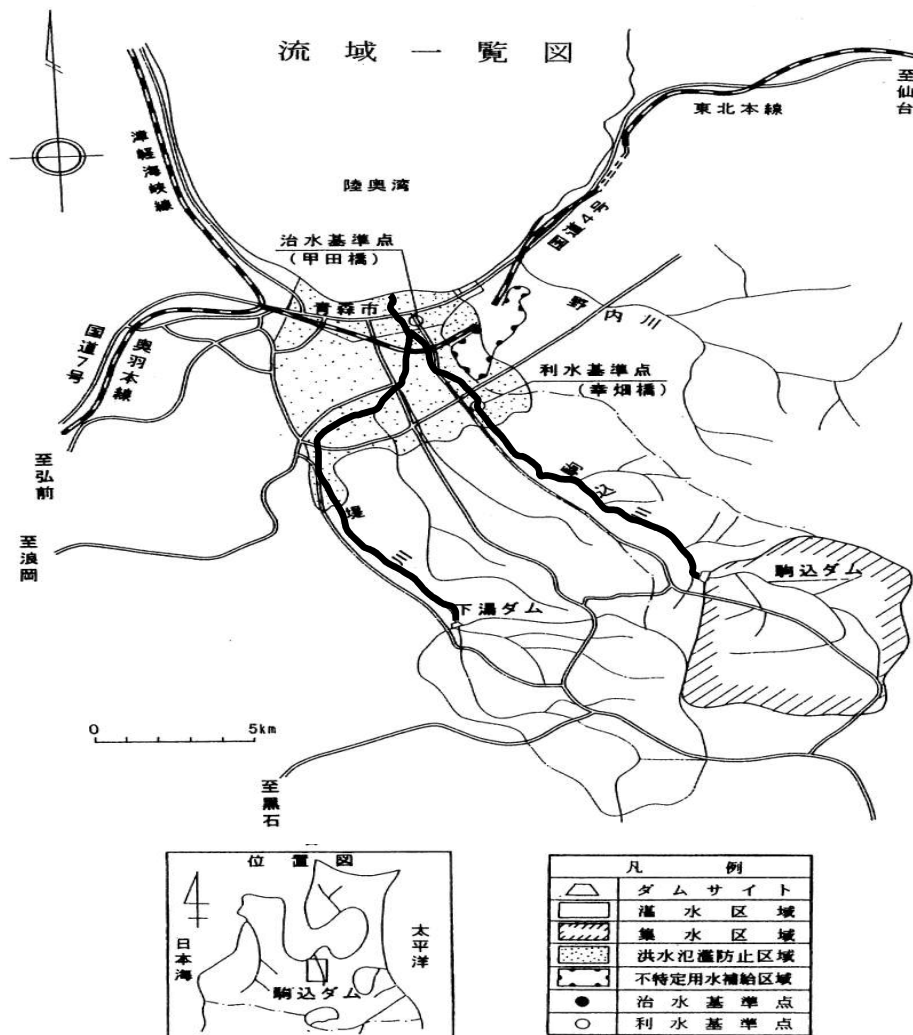 流域一覧図
至仙台
東北本線
津軽海峡線
陸奥湾
国道4号
治水基準点
(甲田橋)
青森市
野内川
国道7号
奥羽本線
利水基準点
(幸畑橋)
至弘前
至浪岡
駒込川
堤川
駒込ダム
下湯ダム
0 5km
至黒石
位置図
日本海
太平洋
駒込ダム
凡例
ダムサイト
湛水区域
集水区域
洪水氾濫防止区域
不特定用水補給区域
治水基準点
利水基準点